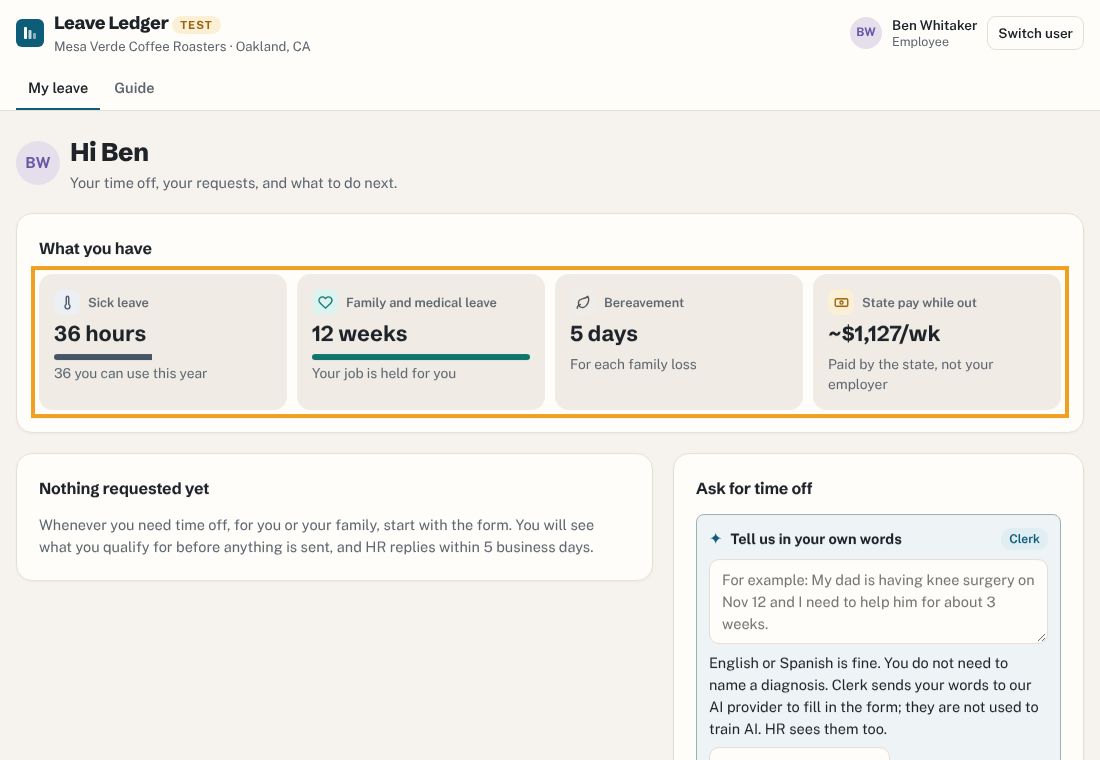 Leave Ledger TEST
Mesa Verde Coffee Roasters · Oakland, CA
BW
Ben Whitaker
Employee
Switch user
My leave
Guide
BW
Hi Ben
Your time off, your requests, and what to do next.
What you have
Sick leave
36 hours
36 you can use this year
Family and medical leave
12 weeks
Your job is held for you
Bereavement
5 days
For each family loss
State pay while out
~$1,127/wk
Paid by the state, not your
employer
Nothing requested yet
Whenever you need time off, for you or your family, start with the form. You will see
what you qualify for before anything is sent, and HR replies within 5 business days.
Ask for time off
Tell us in your own words
Clerk
For example: My dad is having knee surgery on
Nov 12 and I need to help him for about 3
weeks.
English or Spanish is fine. You do not need to
name a diagnosis. Clerk sends your words to our
AI provider to fill in the form; they are not used to
train AI. HR sees them too.